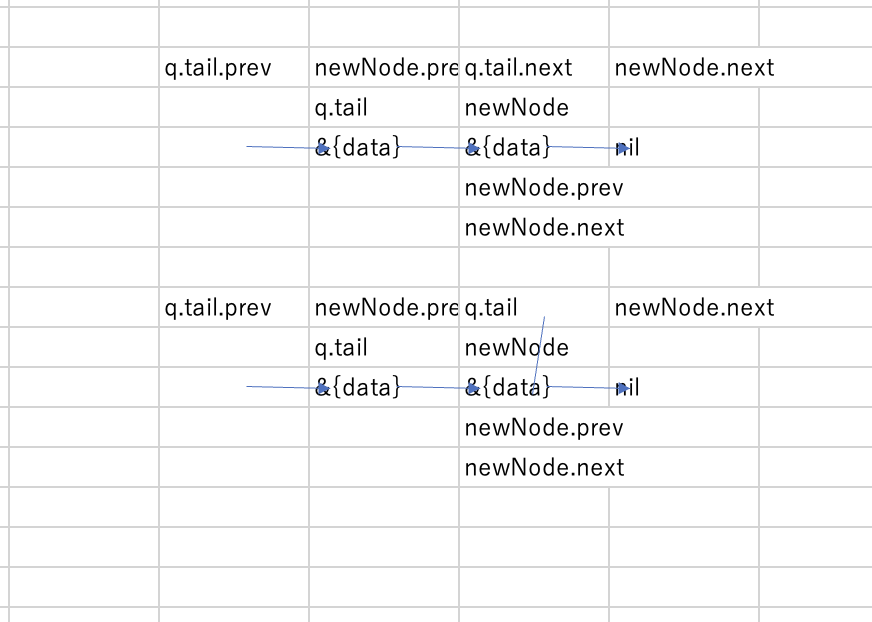 q.tail.prev newNode.pre q.tail.next newNode.next
q.tail newNode
&{data} &{data} nil
newNode.prev
newNode.next
q.tail.prev newNode.pre q.tail newNode.next
q.tail newNode
&{data} &{data} nil
newNode.prev
newNode.next